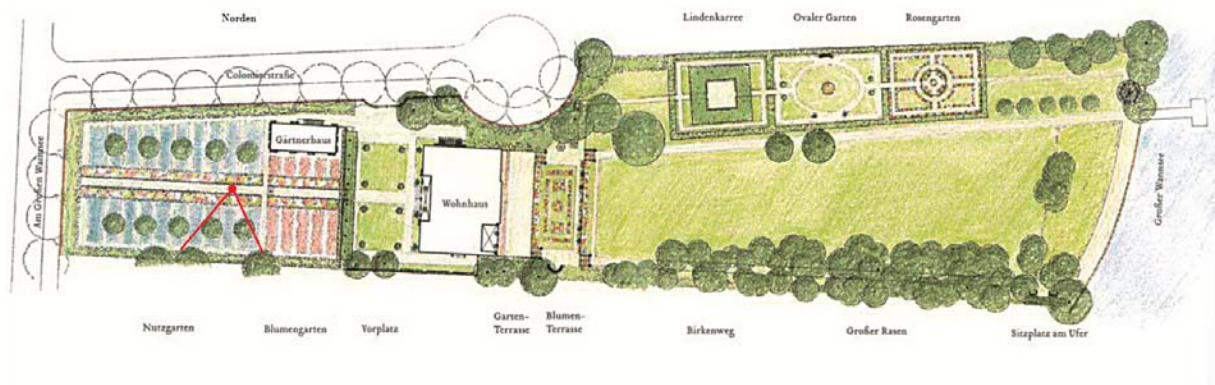 Norden
Lindenkarree
Ovaler Garten
Rosengarten
Colomierstraße
Am Großen Wannsee
Gärtnerhaus
Wohnhaus
Großer Wannsee
Nutzgarten
Blumengarten
Vorplatz
Garten-
Terrasse
Blumen-
Terrasse
Birkenweg
Großer Rasen
Sitzplatz am Ufer